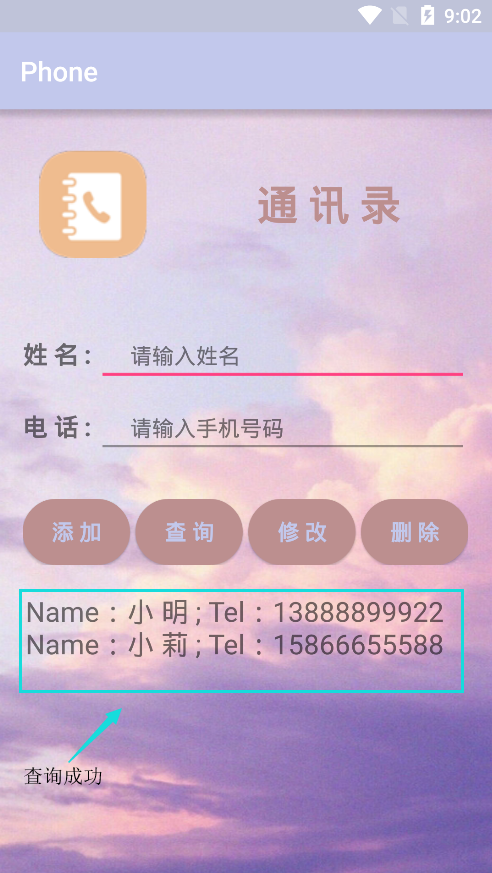 9:02
Phone
通 讯 录
姓 名 : 请输入姓名
电 话 : 请输入手机号码
添 加 查 询 修 改 删 除
Name：小 明 ; Tel：13888899922
Name：小 莉 ; Tel：15866655588
查询成功